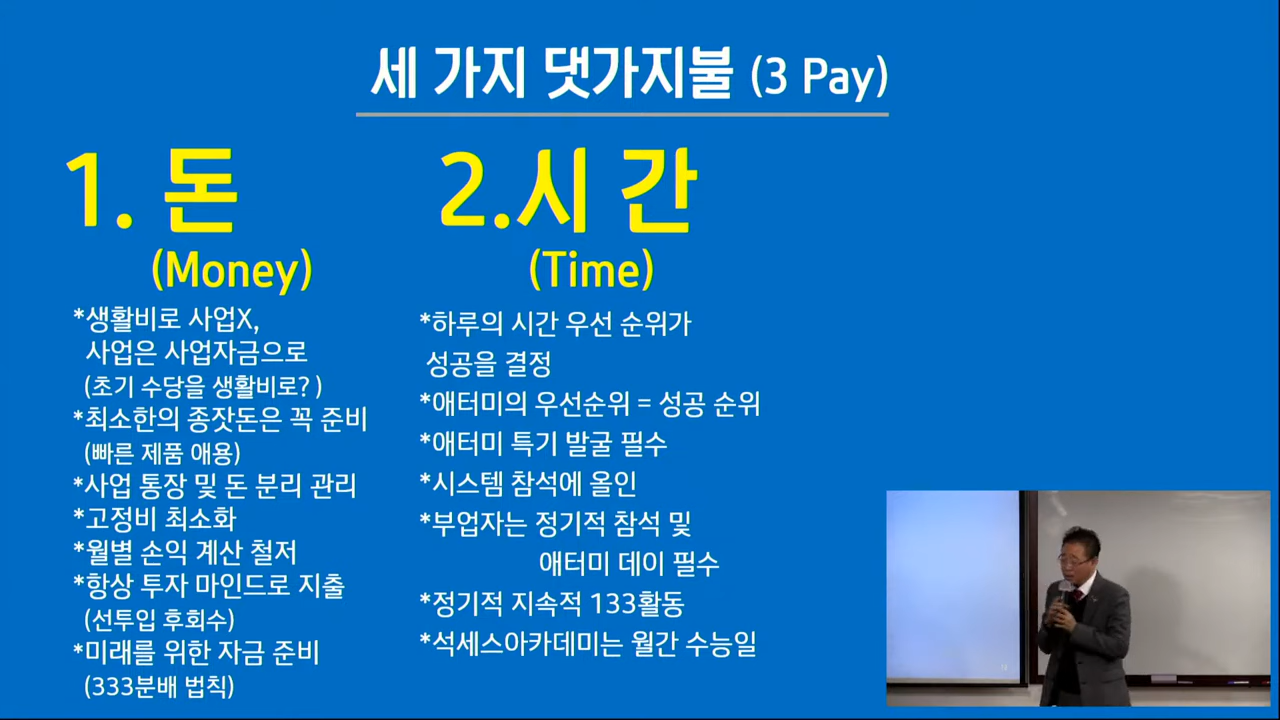 세 가지 댓가지불 (3 Pay)
1. 돈
(Money)
*생활비로 사업X,
사업은 사업자금으로
(초기 수당을 생활비로? )
*최소한의 종잣돈은 꼭 준비
(빠른 제품 애용)
*사업 통장 및 돈 분리 관리
*고정비 최소화
*월별 손익 계산 철저
*항상 투자 마인드로 지출
(선투입 후회수)
*미래를 위한 자금 준비
(333분배 법칙)
2.시 간
(Time)
*하루의 시간 우선 순위가
성공을 결정
*애터미의 우선순위 = 성공 순위
*애터미 특기 발굴 필수
*시스템 참석에 올인
*부업자는 정기적 참석 및
애터미 데이 필수
*정기적 지속적 133활동
*석세스아카데미는 월간 수능일